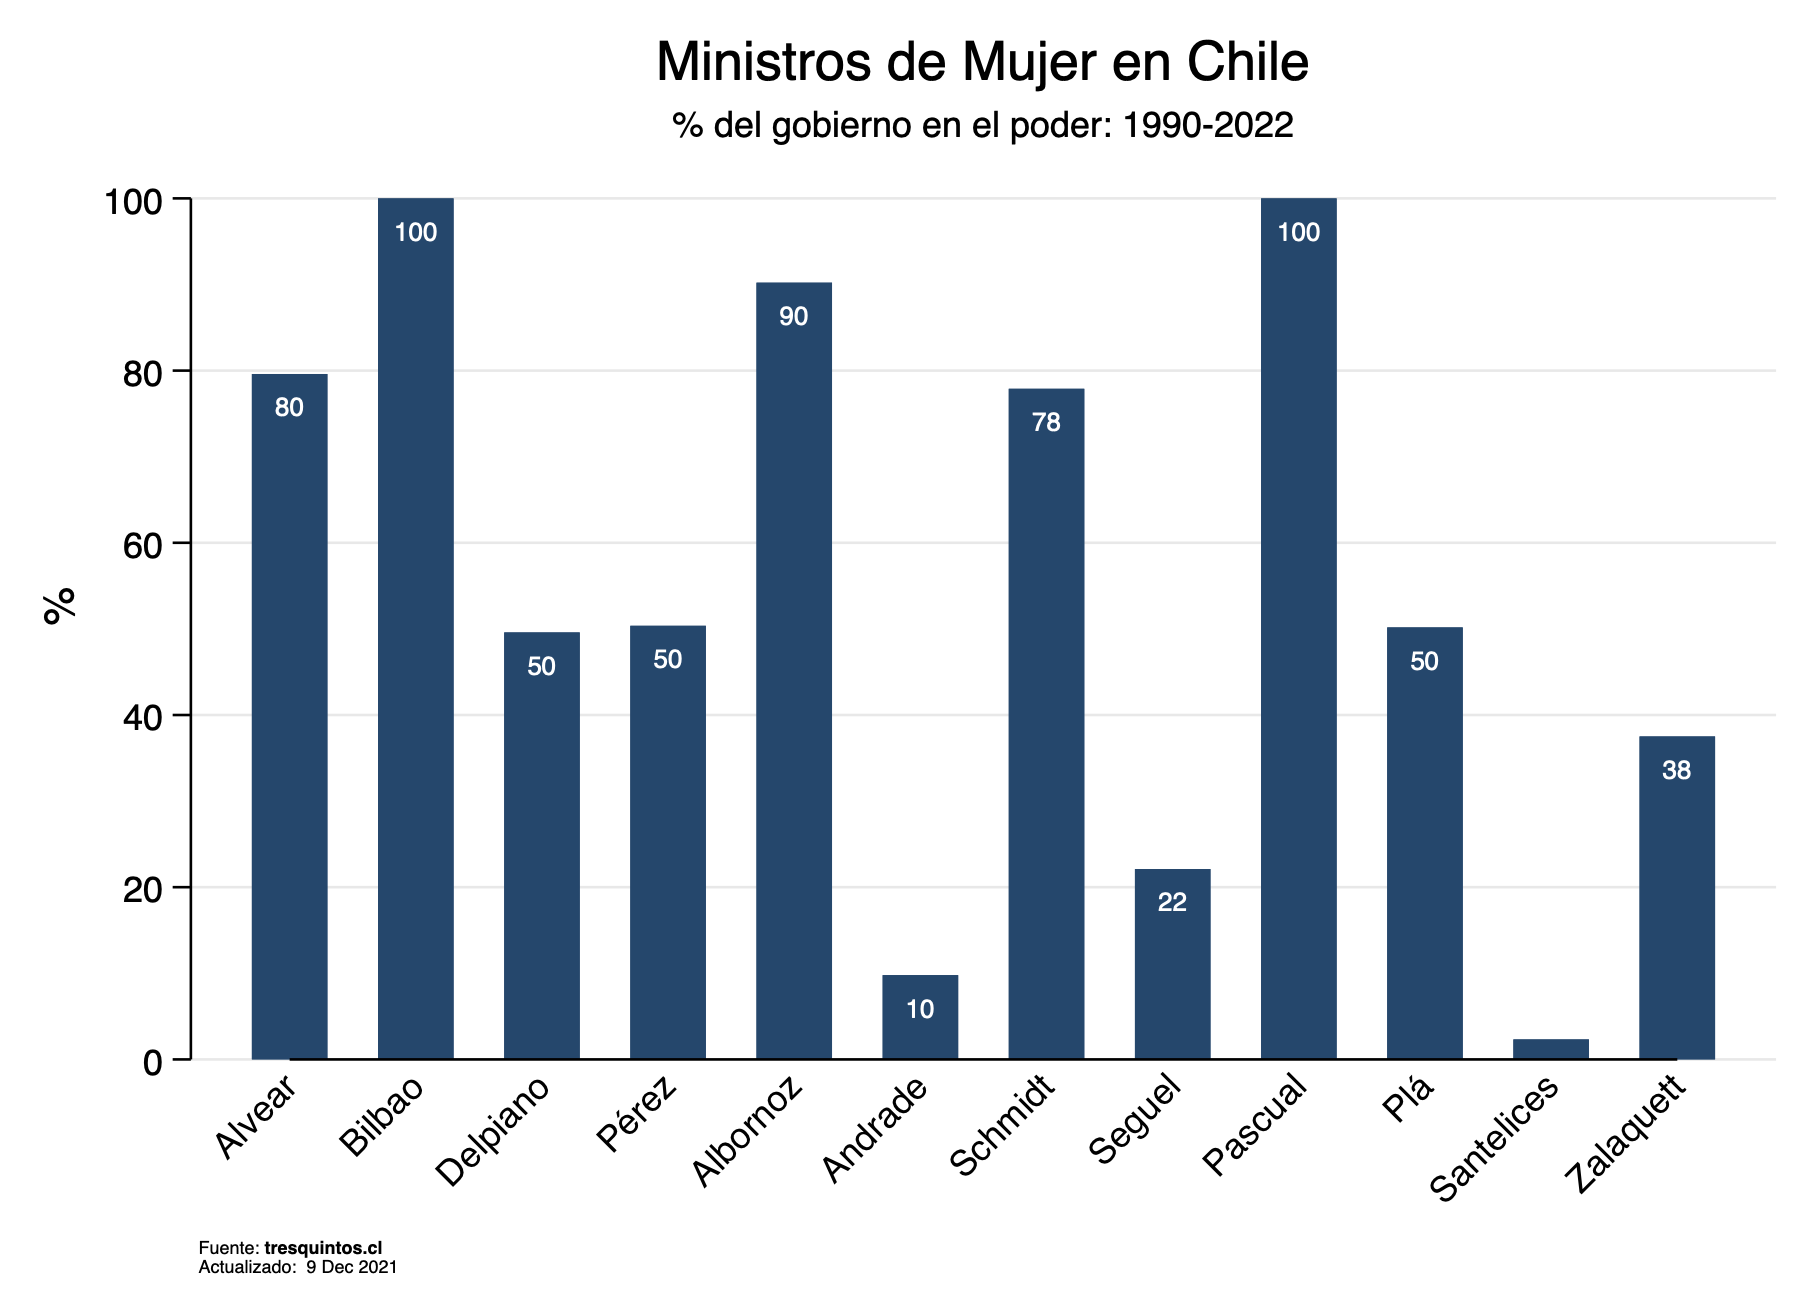 Ministros de Mujer en Chile
% del gobierno en el poder: 1990-2022
%
100
80
60
40
20
0
80
100
50
50
90
10
78
22
100
50
38
Alvear
Bilbao
Delpiano
Pérez
Albornoz
Andrade
Schmidt
Seguel
Pascual
Plá
Santelices
Zalaquett
Fuente: tresquintos.cl
Actualizado:  9 Dec 2021